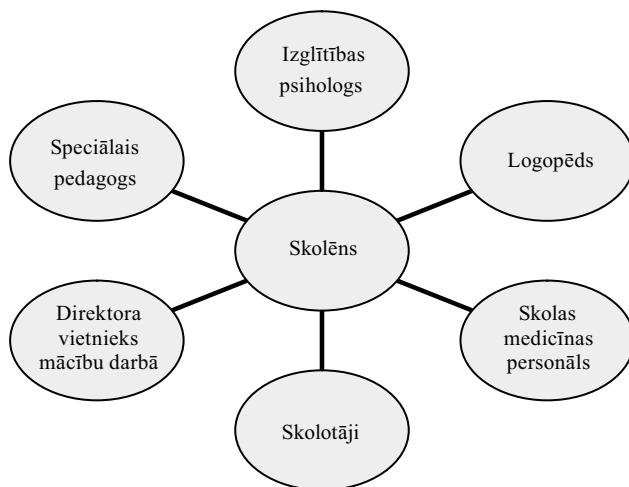 Izglītības
psihologs
Speciālais
pedagogs
Logopēds
Skolēns
Direktora
vietnieks
mācību darbā
Skolas
medicīnas
personāls
Skolotāji